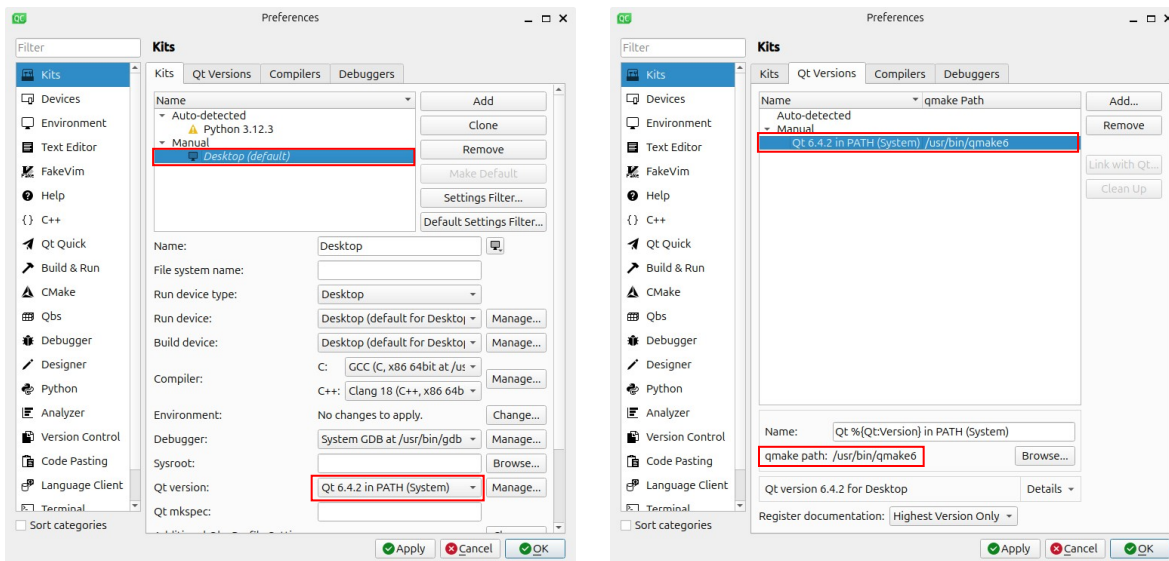 QC
Preferences
Filter
Kits
Kits
Devices
Environment
Text Editor
FakeVim
Help
{} C++
Qt Quick
Build & Run
CMake
Qbs
Debugger
Designer
Python
Analyzer
Version Control
Code Pasting
Language Client
Terminal
Sort categories
Kits Qt Versions Compilers Debuggers
Name
Auto-detected
Python 3.12.3
Manual
Desktop (default)
Add
Clone
Remove
Make Default
Settings Filter...
Default Settings Filter...
Name: Desktop
File system name:
Run device type: Desktop
Run device: Desktop (default for Desktop Manage...
Build device: Desktop (default for Desktop Manage...
Compiler:
C: GCC (C, x86 64bit at /us
C++: Clang 18 (C++, x86 64b
Manage...
Environment: No changes to apply. Change...
Debugger: System GDB at /usr/bin/gdb Manage...
Sysroot: Browse...
Qt version: Qt 6.4.2 in PATH (System) Manage...
Qt mkspec:
Apply Cancel OK
QC
Preferences
Filter
Kits
Kits
Devices
Environment
Text Editor
FakeVim
Help
{} C++
Qt Quick
Build & Run
CMake
Qbs
Debugger
Designer
Python
Analyzer
Version Control
Code Pasting
Language Client
Terminal
Sort categories
Kits Qt Versions Compilers Debuggers
Name qmake Path
Auto-detected
Manual
Qt 6.4.2 in PATH (System) /usr/bin/qmake6
Add...
Remove
Link with Qt...
Clean Up
Name: Qt %{Qt:Version} in PATH (System)
qmake path: /usr/bin/qmake6 Browse...
Qt version 6.4.2 for Desktop Details
Register documentation: Highest Version Only
Apply Cancel OK